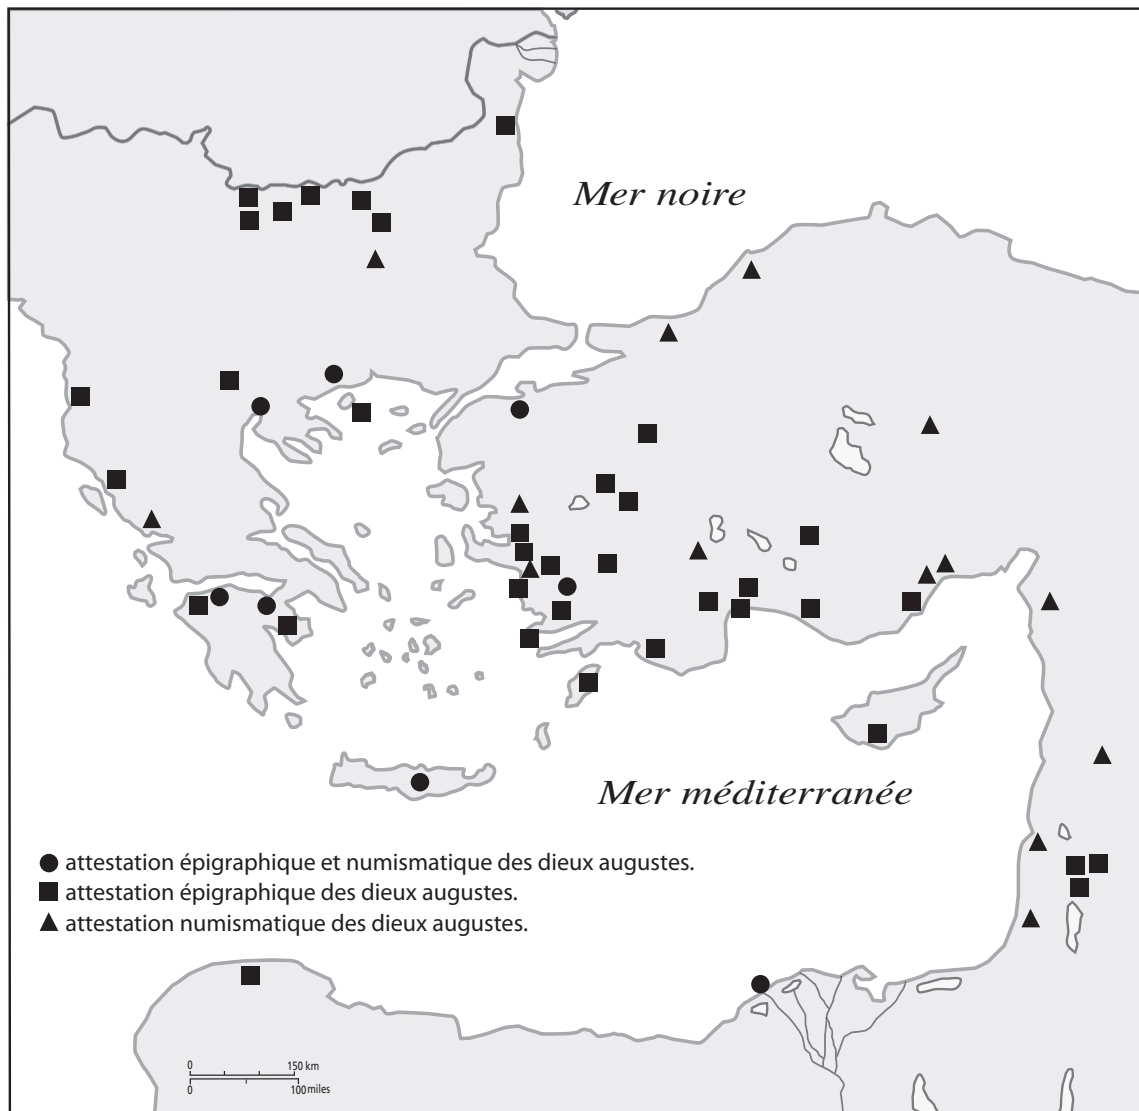 Mer noire
Mer méditerranée
attestation épigraphique et numismatique des dieux augustes.
attestation épigraphique des dieux augustes.
attestation numismatique des dieux augustes.
0 150 km
0 100 miles